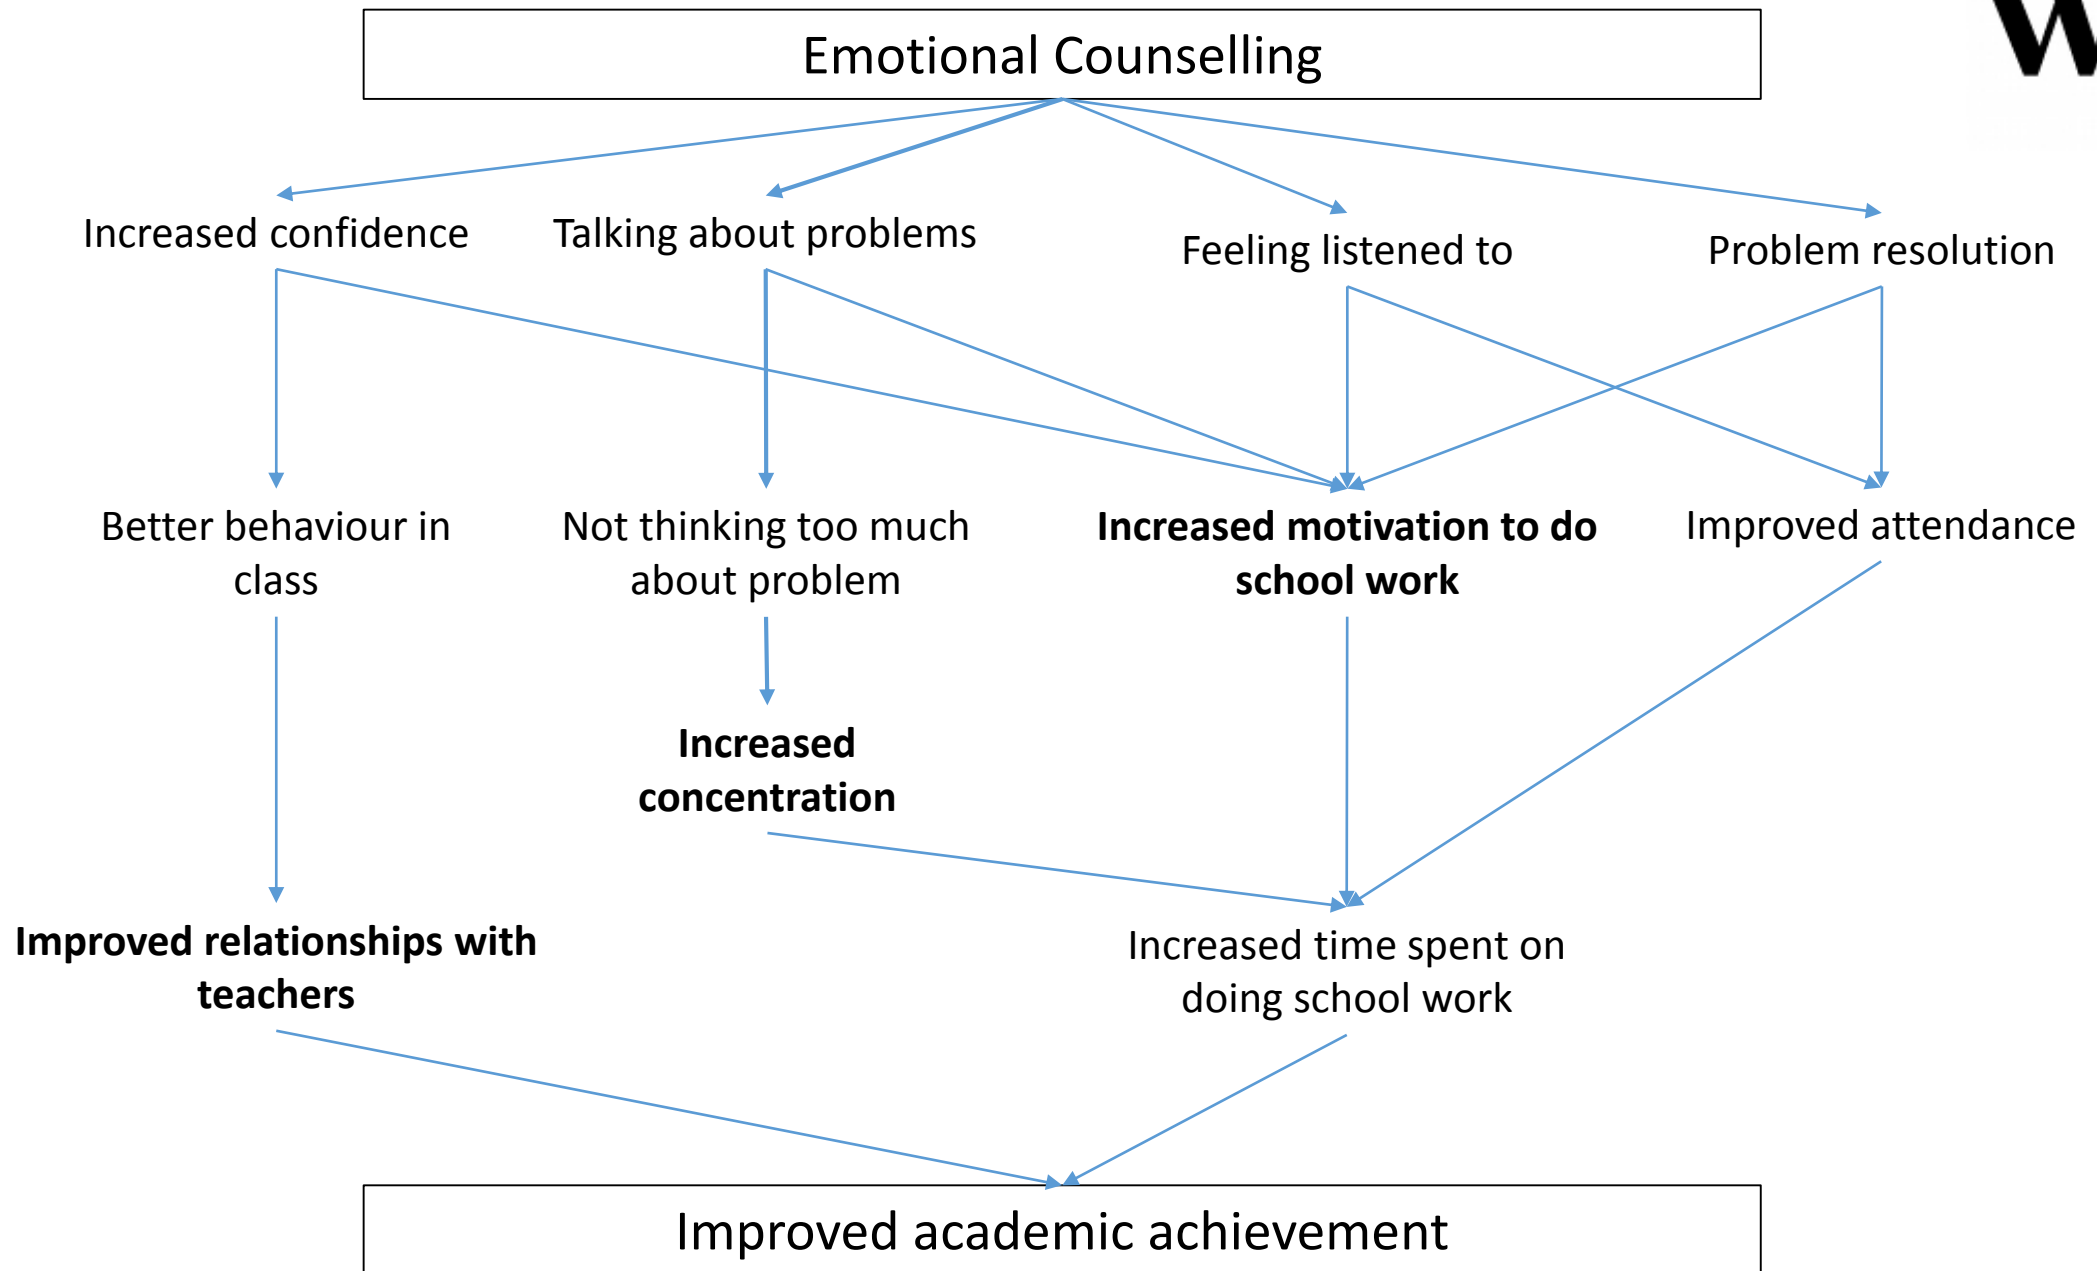 Emotional Counselling
W
Increased confidence
Talking about problems
Feeling listened to
Problem resolution
Better behaviour in
class
Not thinking too much
about problem
Increased motivation to do
school work
Improved attendance
Increased
concentration
Improved relationships with
teachers
Increased time spent on
doing school work
Improved academic achievement